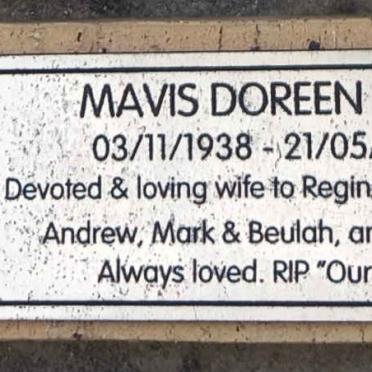 MAVIS DOREEN
03/11/1938 - 21/05
Devoted & loving wife to Regin
Andrew, Mark & Beulah, an
Always loved. RIP "Our